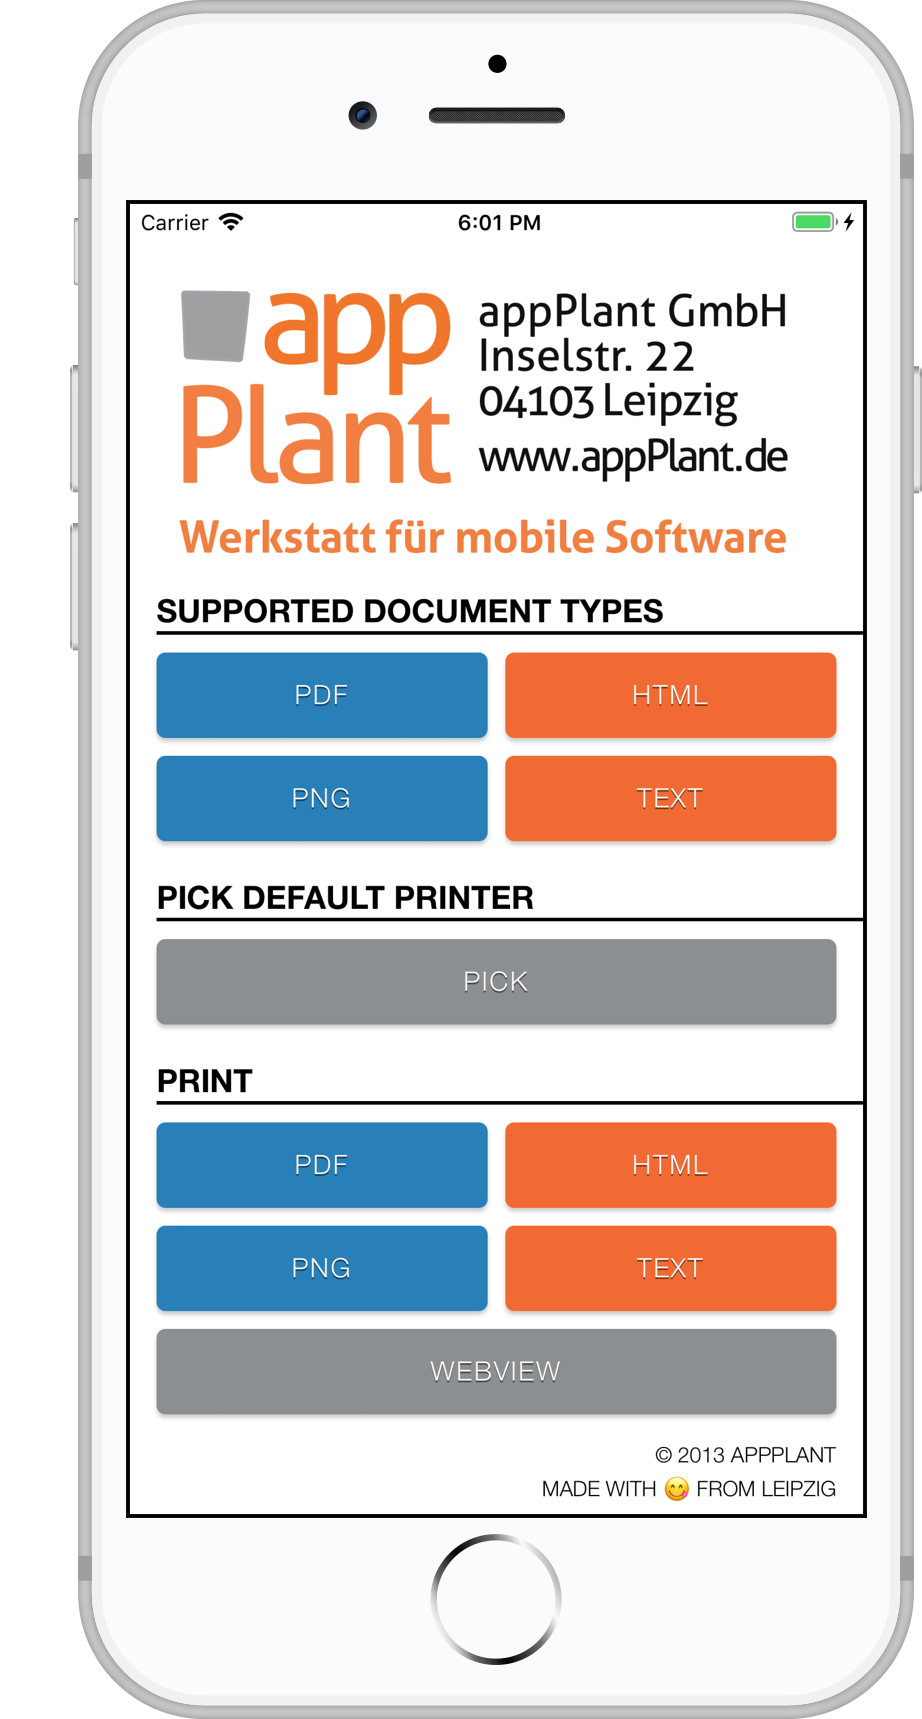 Carrier 6:01 PM
app
Plant
appPlant GmbH
Inselstr. 22
04103 Leipzig
www.appPlant.de
Werkstatt für mobile Software
SUPPORTED DOCUMENT TYPES
PDF HTML
PNG TEXT
PICK DEFAULT PRINTER
PICK
PRINT
PDF HTML
PNG TEXT
WEBVIEW
© 2013 APPPLANT
MADE WITH 😋 FROM LEIPZIG